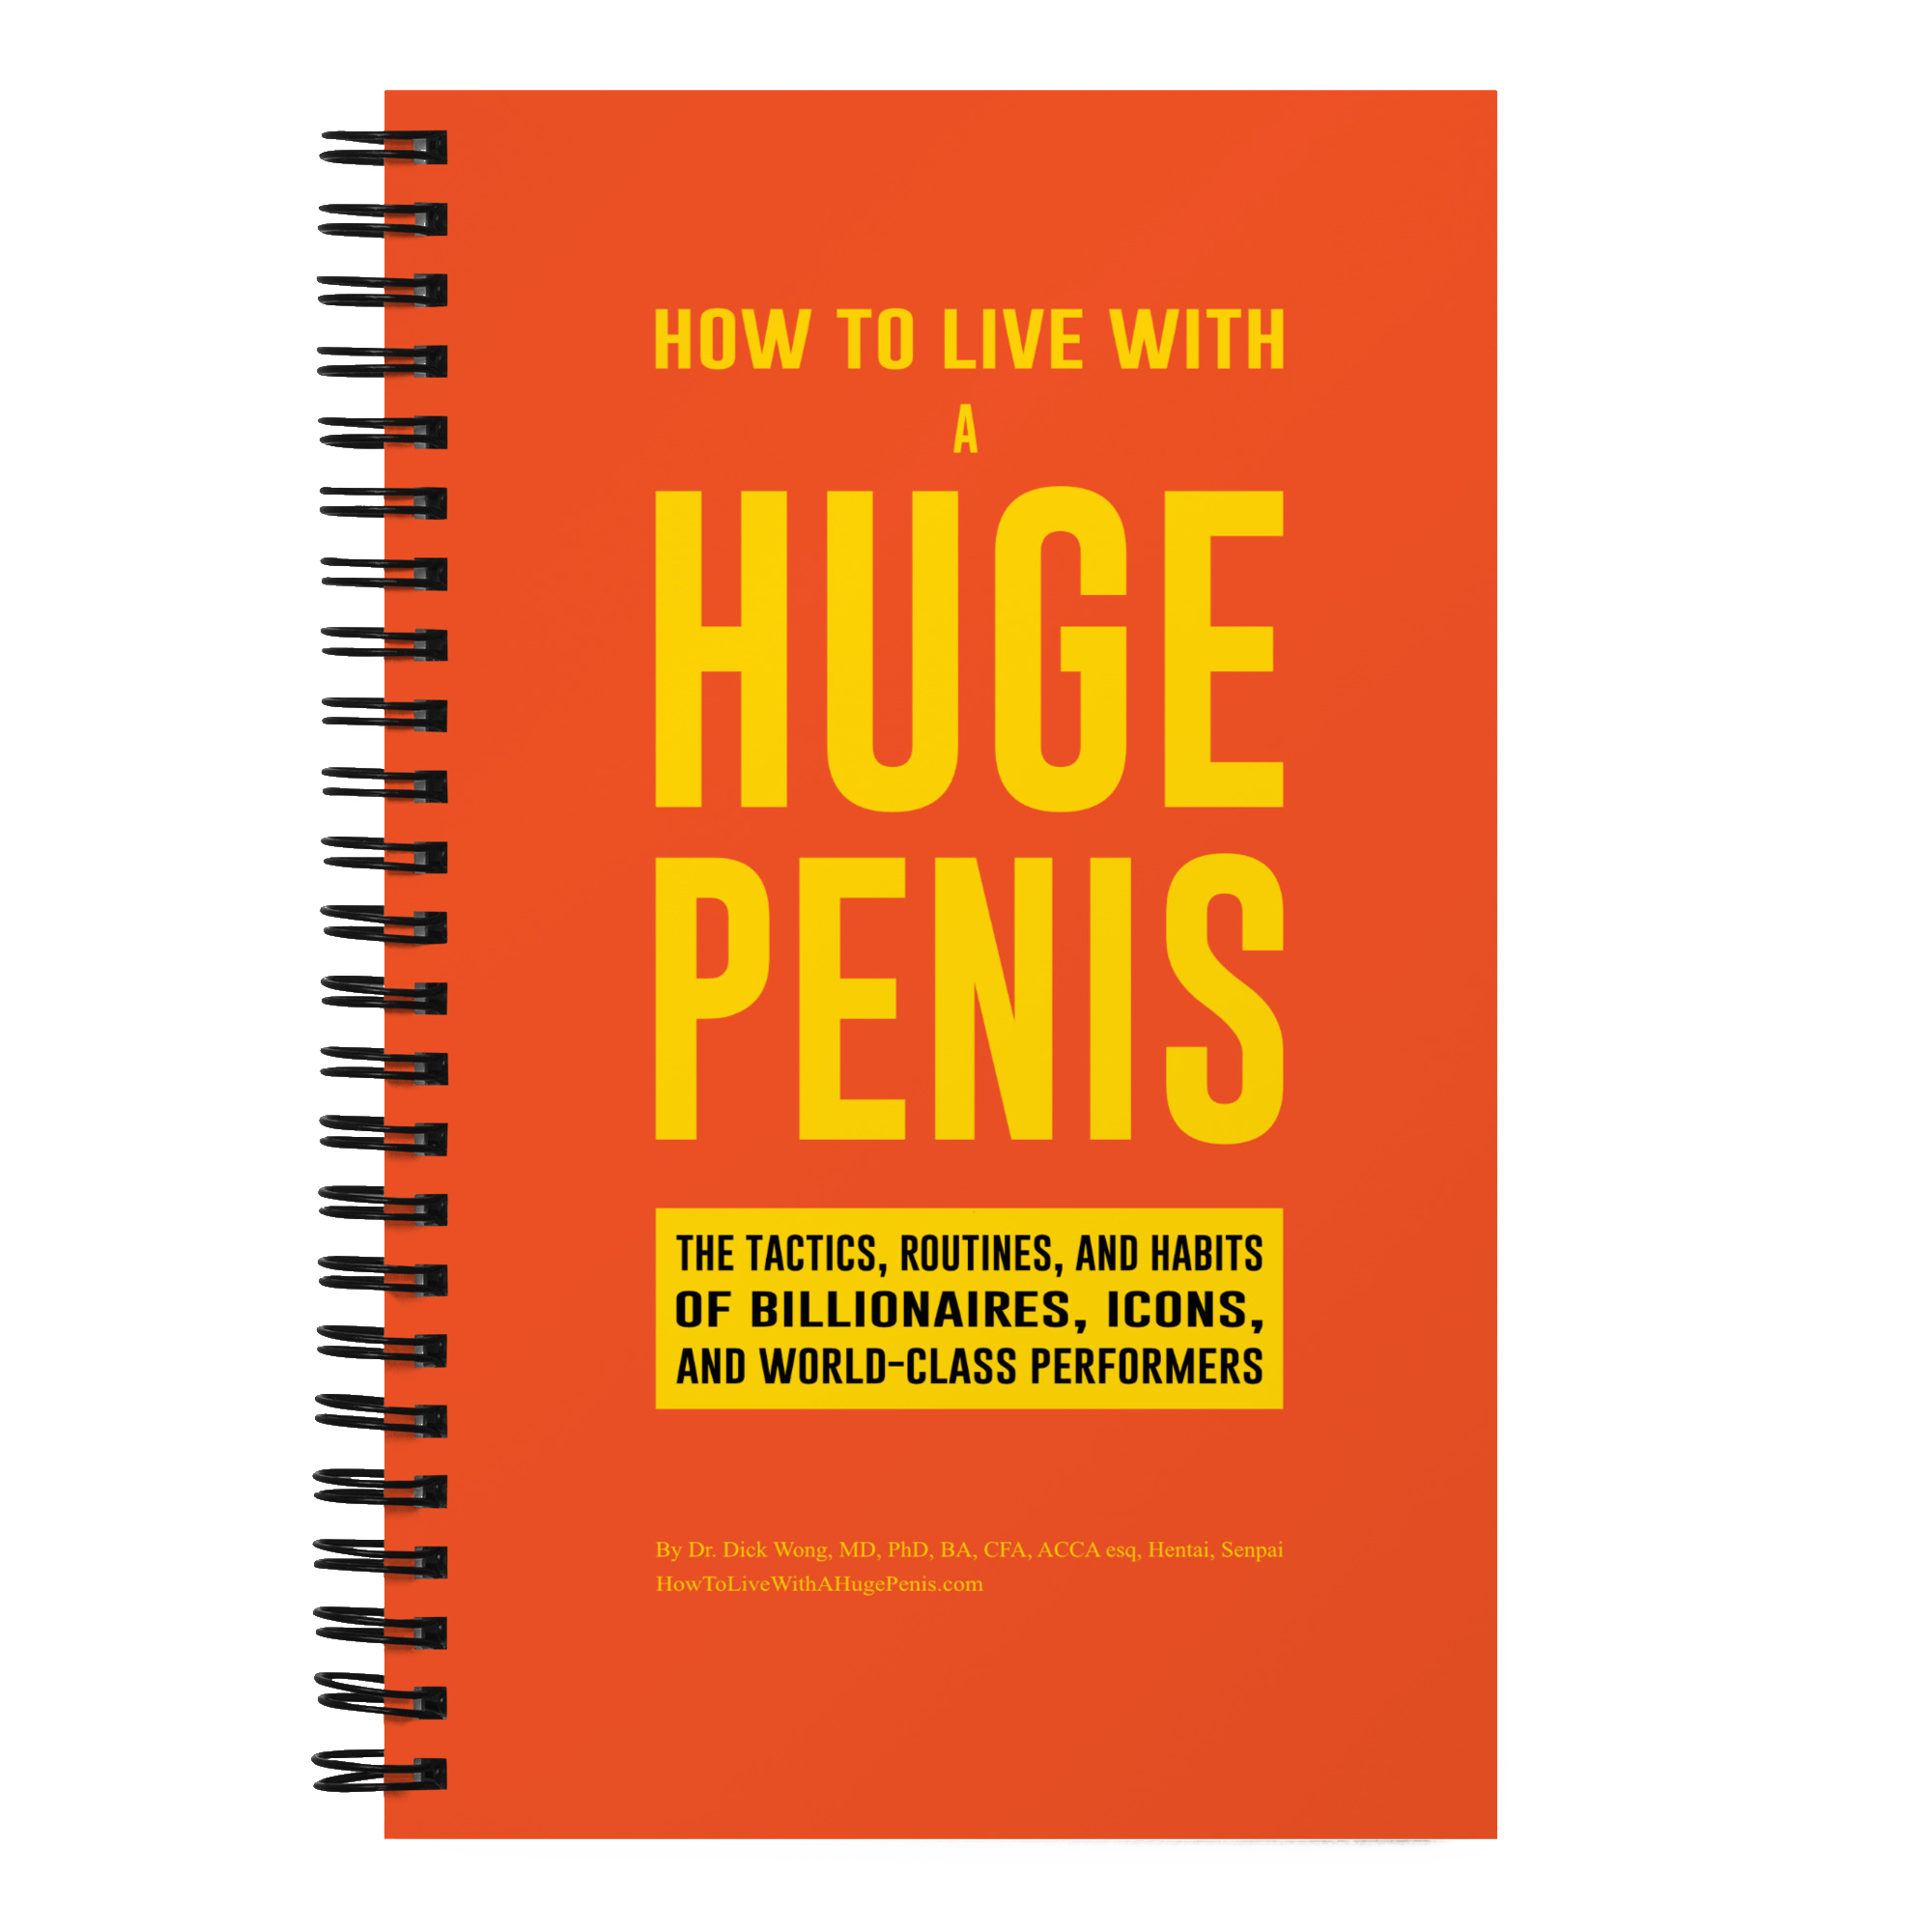 HOW TO LIVE WITH
A
HUGE
PENIS
THE TACTICS, ROUTINES, AND HABITS
OF BILLIONAIRES, ICONS,
AND WORLD-CLASS PERFORMERS
By Dr. Dick Wong, MD, PhD, BA, CFA, ACCA esq, Hentai, Senpai
HowToLiveWithAHugePenis.com